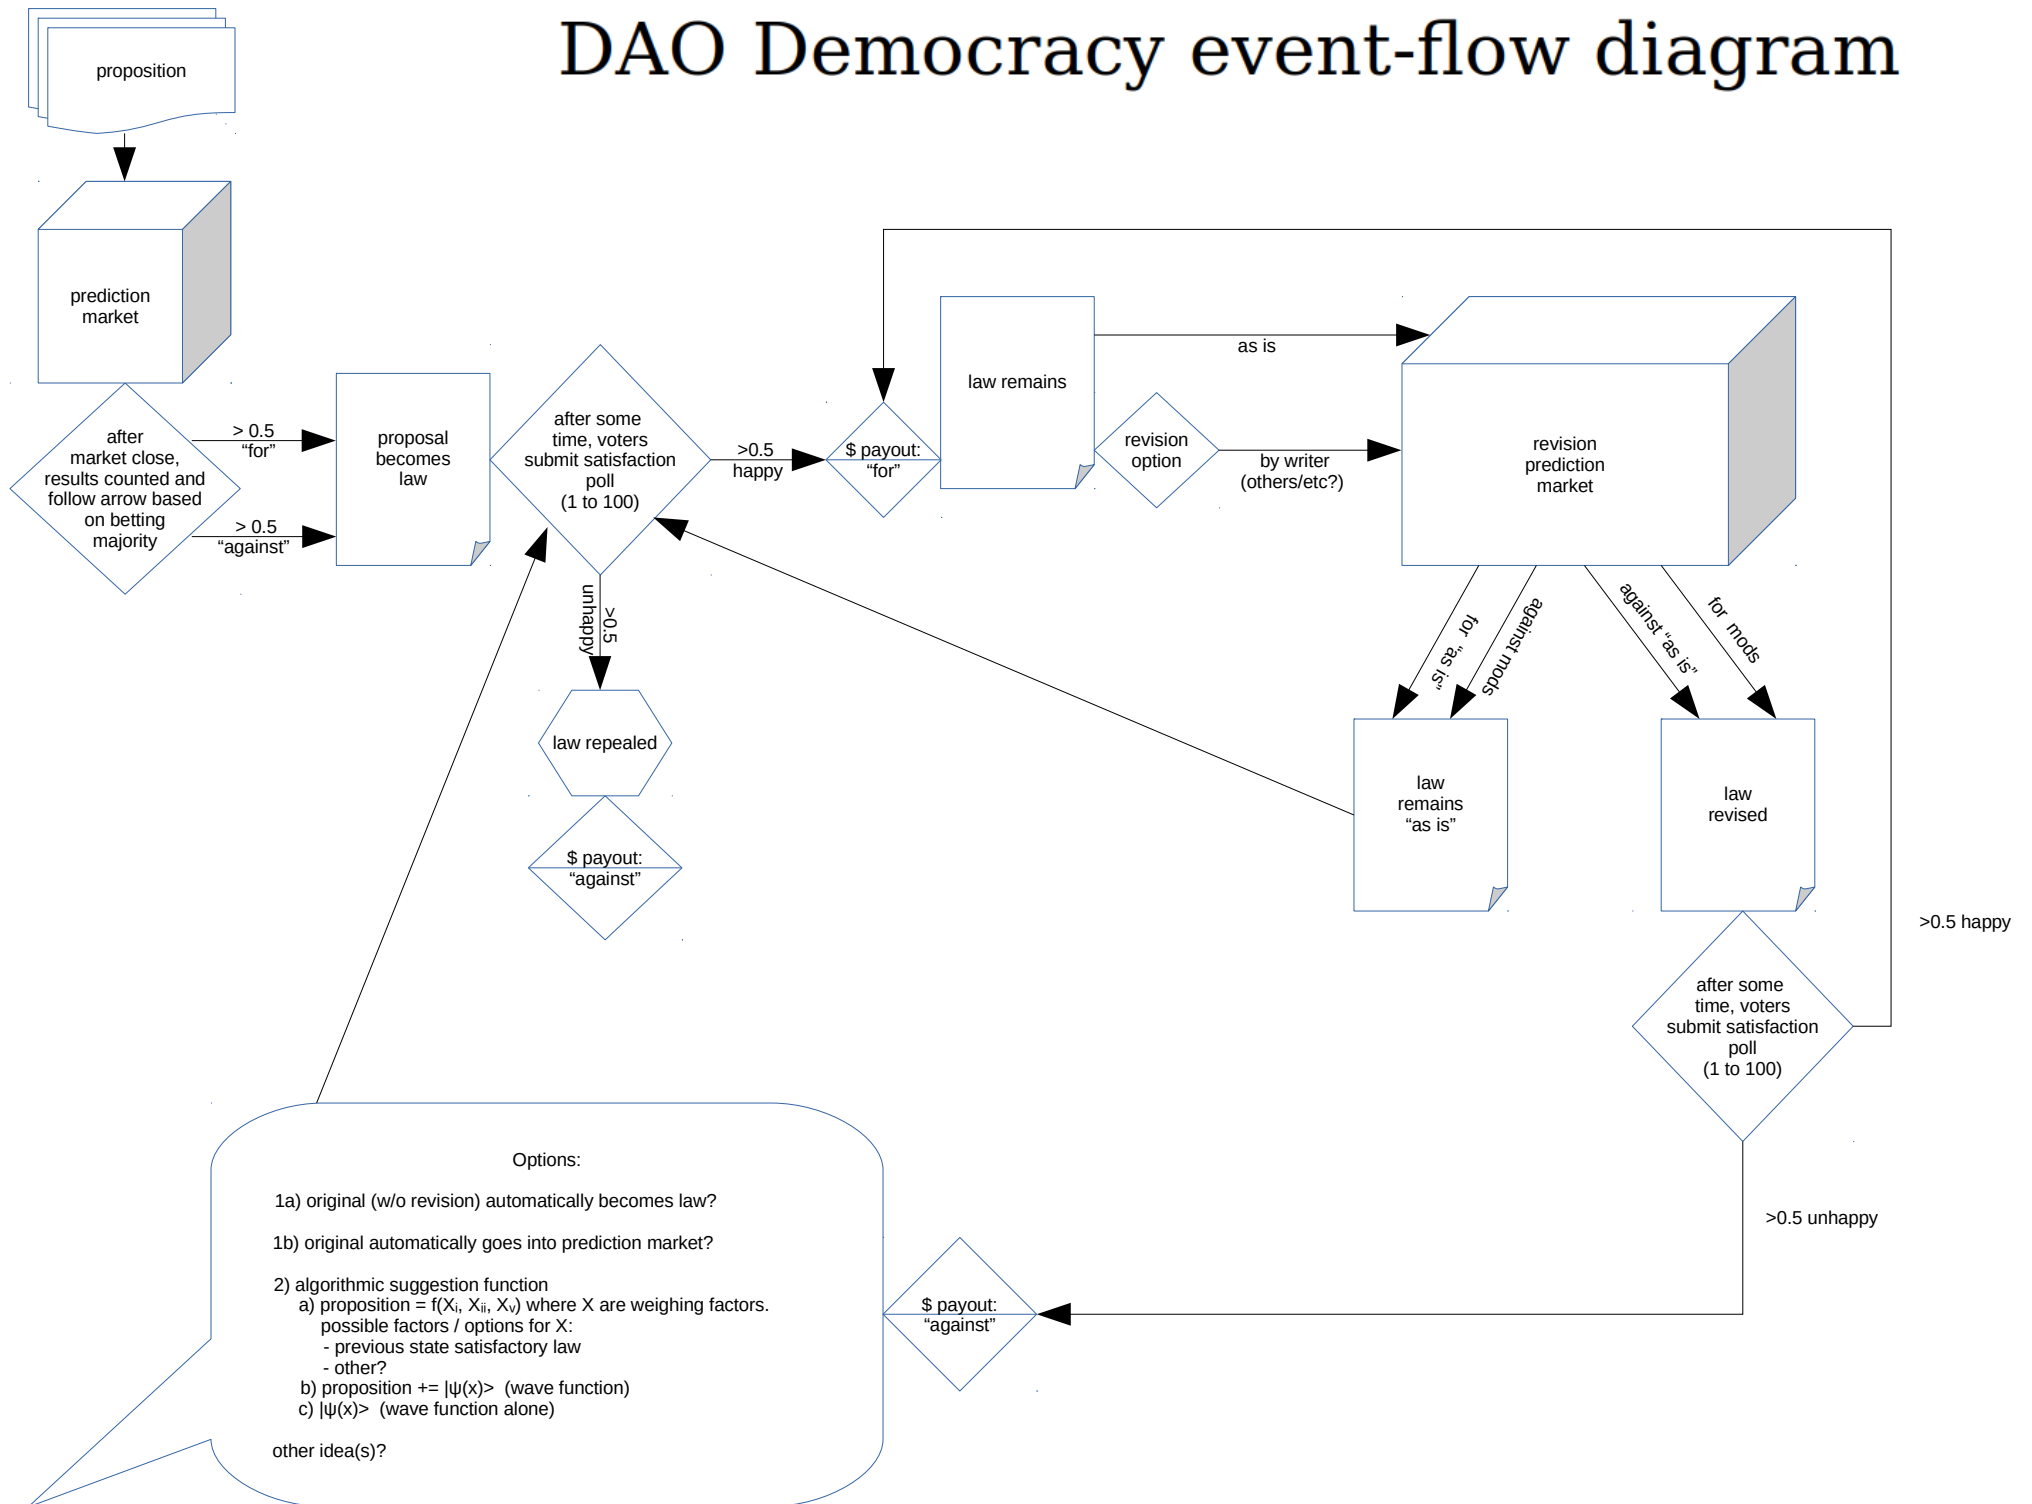 DAO Democracy event-flow diagram
proposition
prediction
market
after
market close,
results counted and
follow arrow based
on betting
majority
> 0.5
“for”
> 0.5
“against”
proposal
becomes
law
after some
time, voters
submit satisfaction
poll
(1 to 100)
>0.5
happy
>0.5
unhappy
law repealed
$ payout:
“against”
$ payout:
“for”
law remains
as is
revision
option
by writer
(others/etc?)
revision
prediction
market
for “as is”
against mods
against “as is”
for mods
law
remains
“as is”
law
revised
>0.5 happy
after some
time, voters
submit satisfaction
poll
(1 to 100)
>0.5 unhappy
$ payout:
“against”
Options:
1a) original (w/o revision) automatically becomes law?
1b) original automatically goes into prediction market?
2) algorithmic suggestion function
a) proposition = f(Xᵢ, Xᵢᵢ, Xᵥ) where X are weighing factors.
possible factors / options for X:
- previous state satisfactory law
- other?
b) proposition += |ψ(x)> (wave function)
c) |ψ(x)> (wave function alone)
other idea(s)?